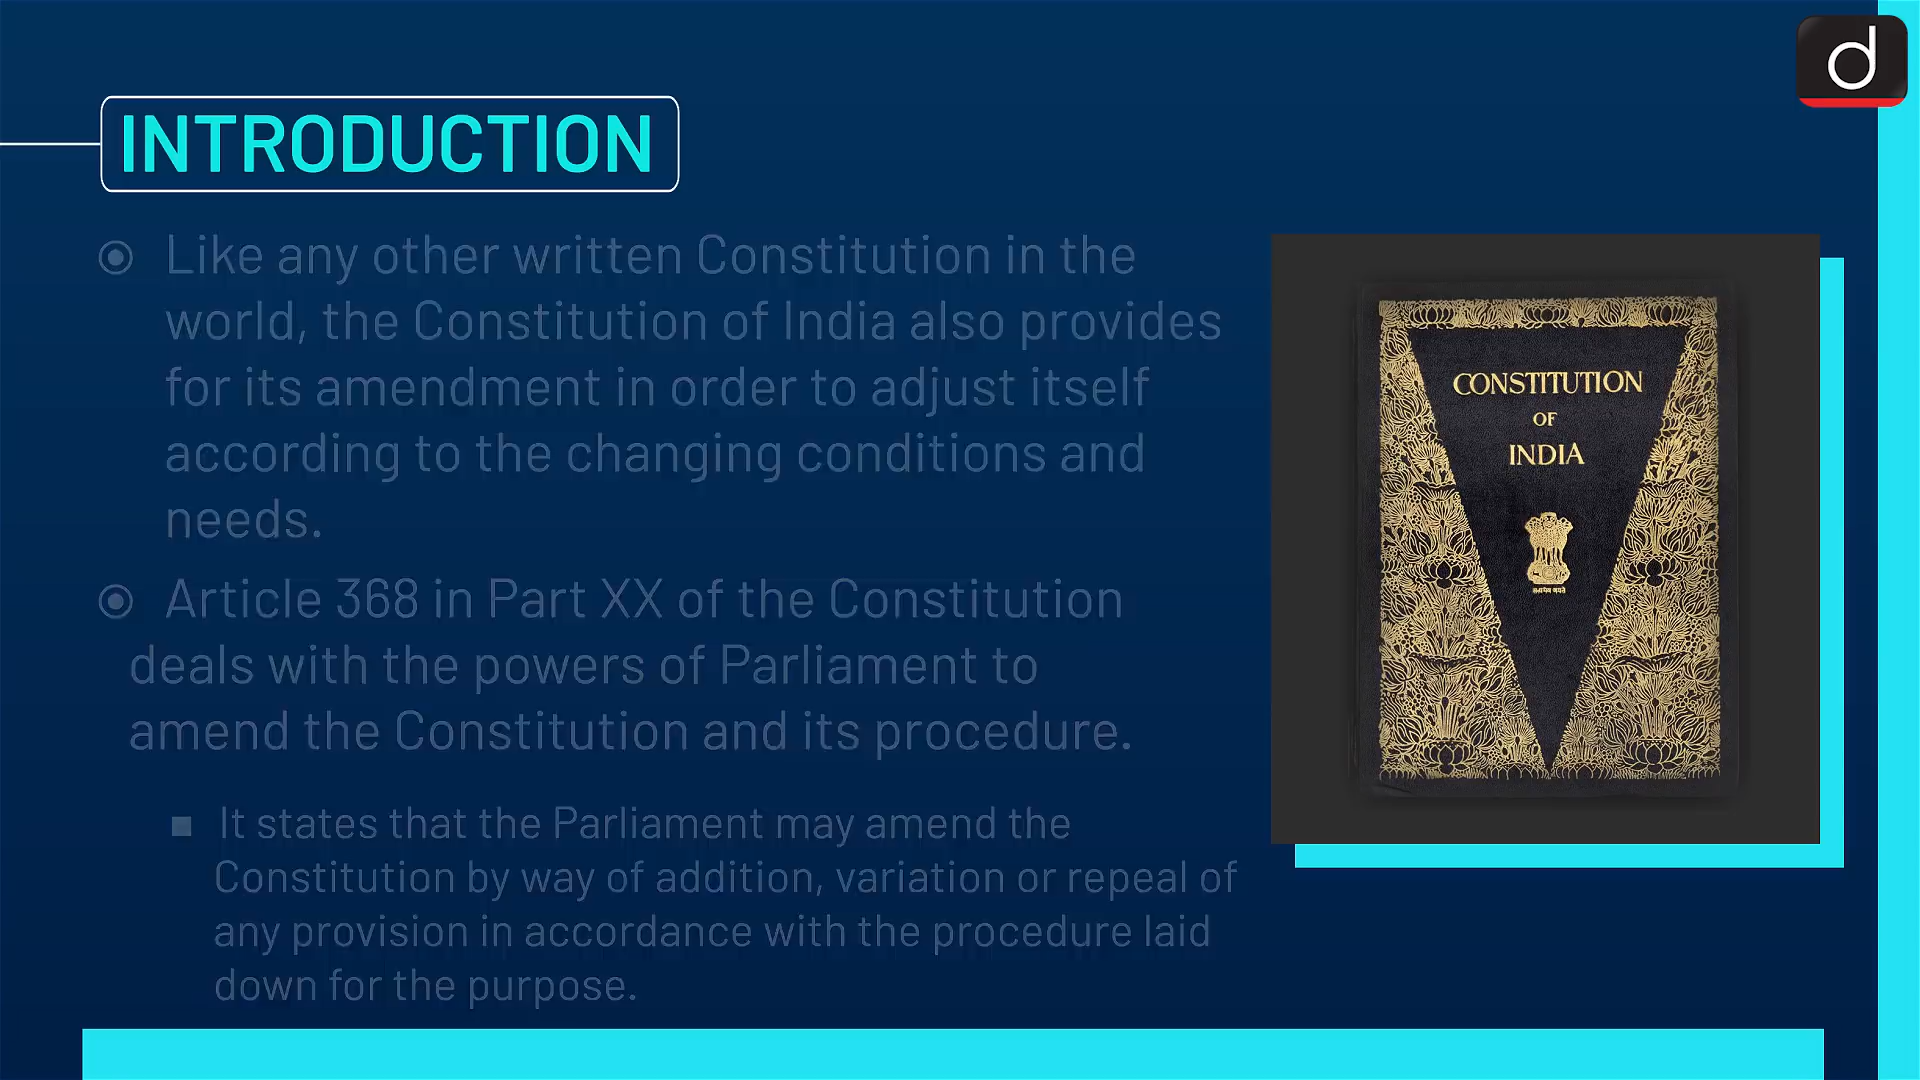 d
INTRODUCTION
Like any other written Constitution in the
world, the Constitution of India also provides
for its amendment in order to adjust itself
according to the changing conditions and
needs.
Article 368 in Part XX of the Constitution
deals with the powers of Parliament to
amend the Constitution and its procedure.
It states that the Parliament may amend the
Constitution by way of addition, variation or repeal of
any provision in accordance with the procedure laid
down for the purpose.
CONSTITUTION
OF
INDIA
सत्यमेव जयते